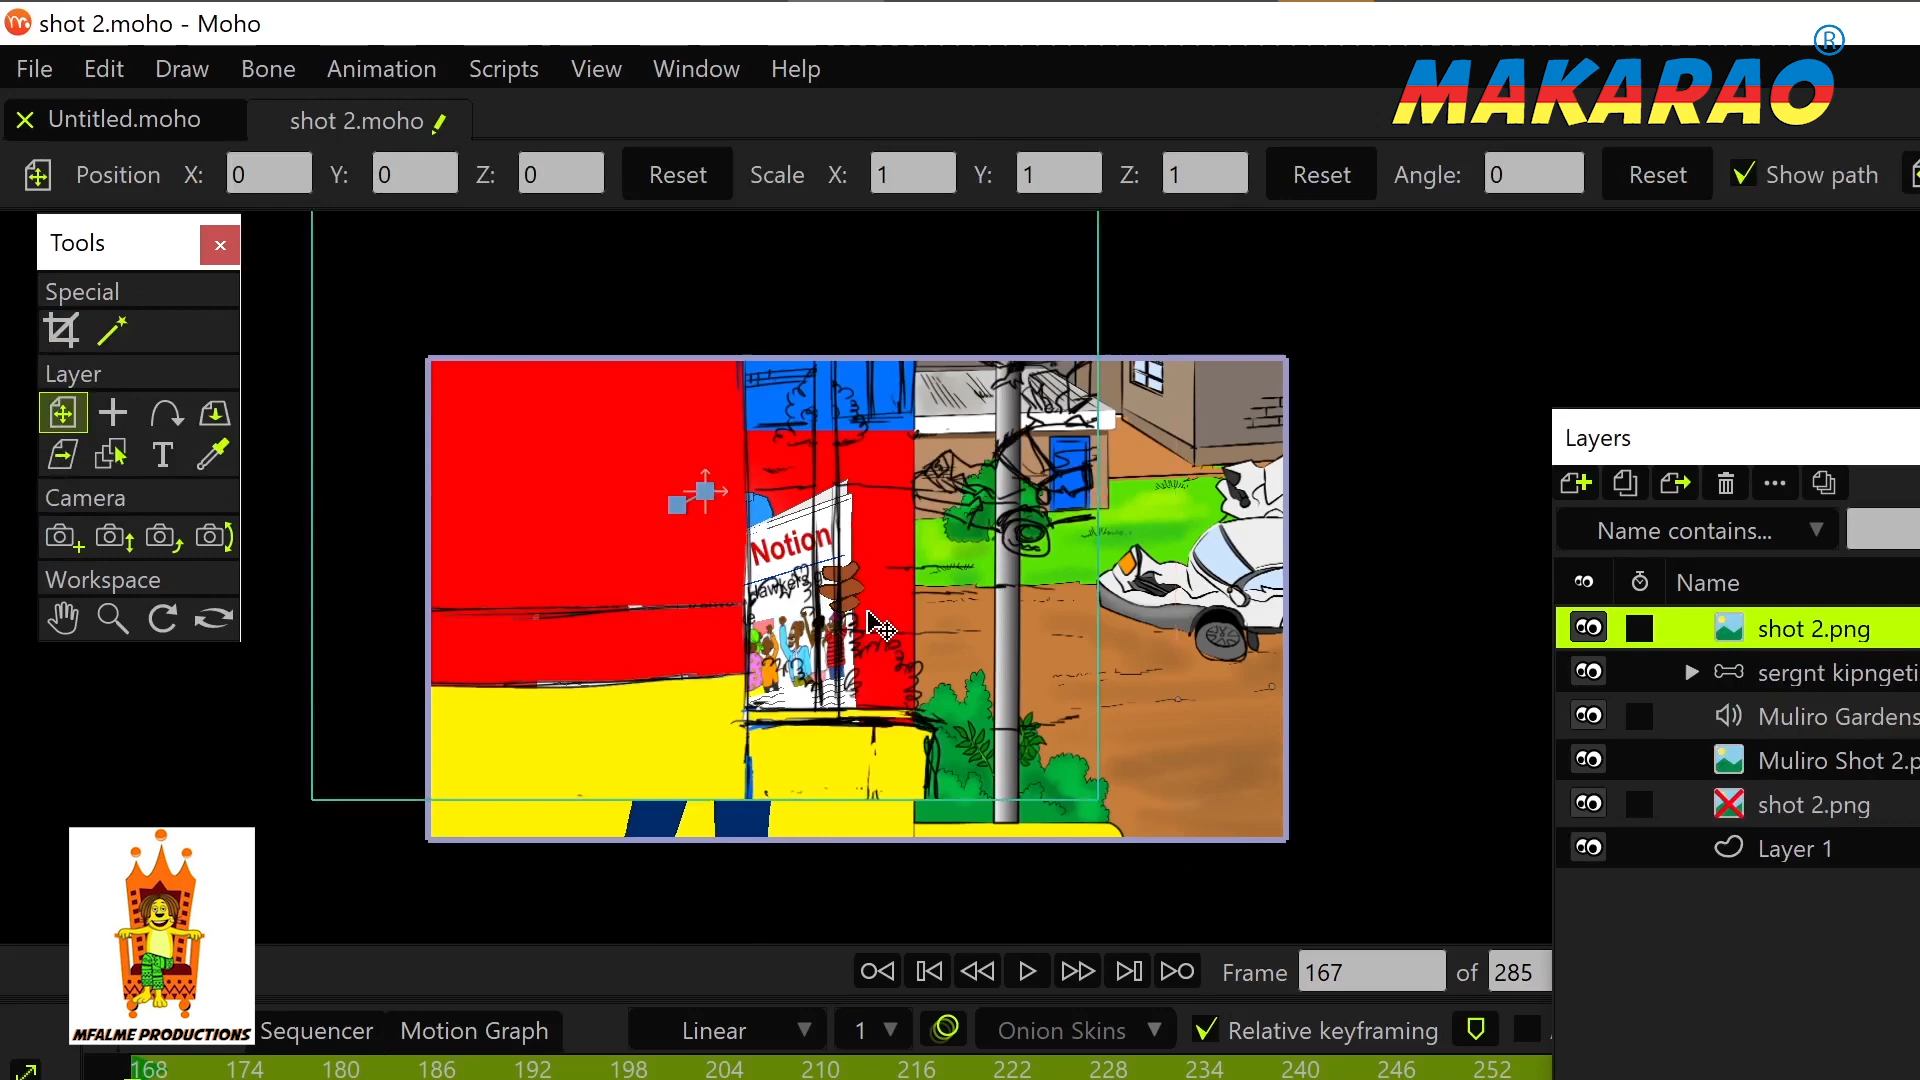 shot 2.moho - Moho
MAKARAO ®
File Edit Draw Bone Animation Scripts View Window Help
Untitled.moho shot 2.moho
Position X: 0 Y: 0 Z: 0 Reset Scale X: 1 Y: 1 Z: 1 Reset Angle: 0 Reset Show path
Tools
Special
Layer
T
Camera
Workspace
Notion
Hawkers
Layers
Name contains...
Name
shot 2.png
sergnt kipngeti
Muliro Gardens
Muliro Shot 2.p
shot 2.png
Layer 1
MFALME PRODUCTIONS
Frame 167 of 285
Sequencer Motion Graph Linear 1 Onion Skins Relative keyframing
168 174 180 186 192 198 204 210 216 222 228 234 240 246 252